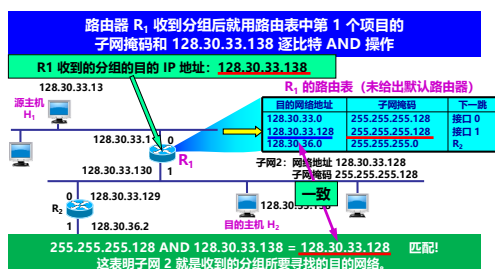 路由器 R1 收到分组后就用路由表中第 1 个项目的
子网掩码和 128.30.33.138 逐比特 AND 操作
R1 收到的分组的目的 IP 地址：128.30.33.138
128.30.33.13
R1 的路由表（未给出默认路由器）
源主机
H1
目的网络地址 子网掩码 下一跳
128.30.33.0 255.255.255.128 接口 0
128.30.33.128 255.255.255.128 接口 1
128.30.36.0 255.255.255.0 R2
128.30.33.1 0
R1
子网2：网络地址 128.30.33.128
子网掩码 255.255.255.128
128.30.33.130 1
一致
0 128.30.33.129
R2
目的主机 H2
1 128.30.36.2
255.255.255.128 AND 128.30.33.138 = 128.30.33.128 匹配!
这表明子网 2 就是收到的分组所要寻找的目的网络。